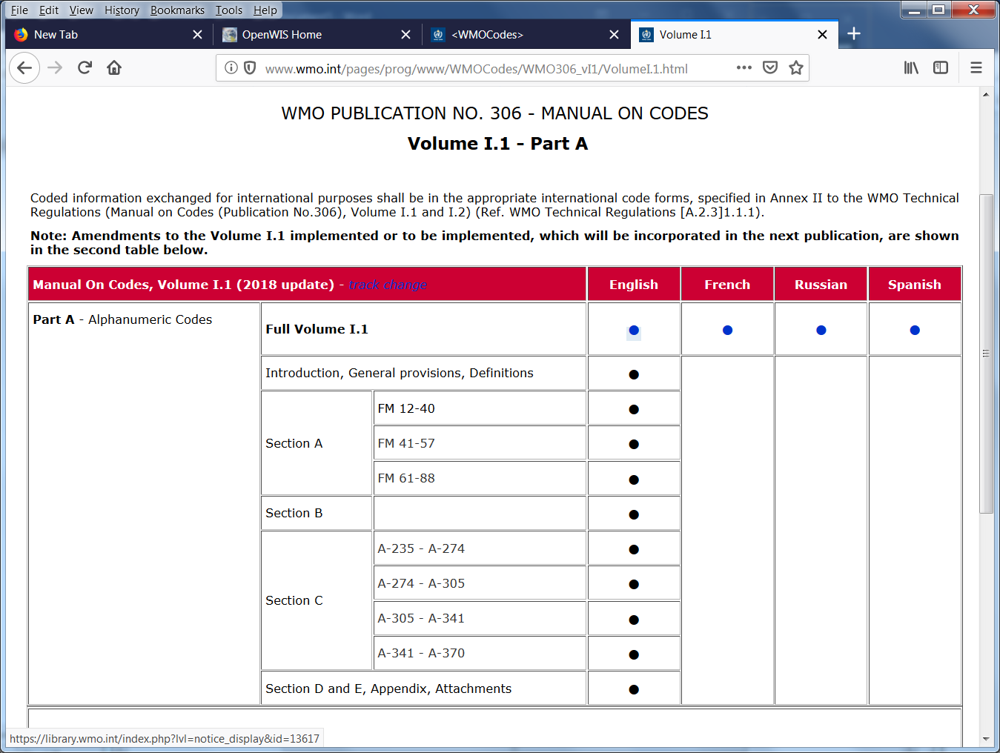 File Edit View History Bookmarks Tools Help
New Tab
OpenWIS Home
<WMOCodes>
Volume I.1
www.wmo.int/pages/prog/www/WMOCodes/WMO306_vI1/VolumeI.1.html
WMO PUBLICATION NO. 306 - MANUAL ON CODES
Volume I.1 - Part A
Coded information exchanged for international purposes shall be in the appropriate international code forms, specified in Annex II to the WMO Technical
Regulations (Manual on Codes (Publication No.306), Volume I.1 and I.2) (Ref. WMO Technical Regulations [A.2.3]1.1.1).
Note: Amendments to the Volume I.1 implemented or to be implemented, which will be incorporated in the next publication, are shown
in the second table below.
Manual On Codes, Volume I.1 (2018 update) - track change English French Russian Spanish
Part A - Alphanumeric Codes
Full Volume I.1
Introduction, General provisions, Definitions
Section A
FM 12-40
FM 41-57
FM 61-88
Section B
Section C
A-235 - A-274
A-274 - A-305
A-305 - A-341
A-341 - A-370
Section D and E, Appendix, Attachments
https://library.wmo.int/index.php?lvl=notice_display&id=13617